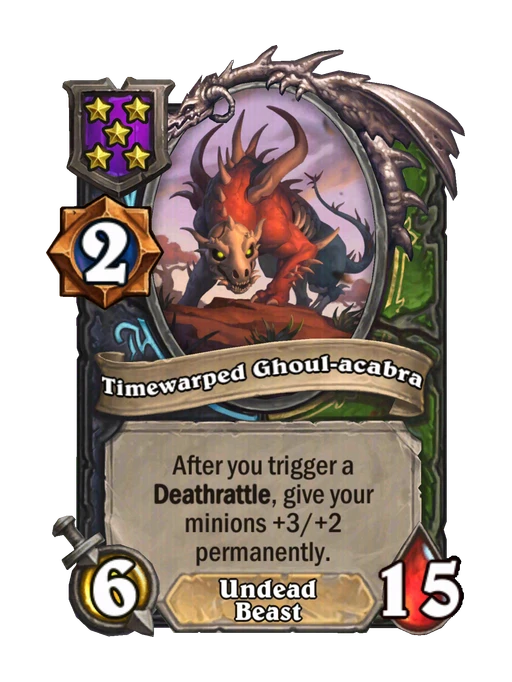 2
Timewarped Ghoul-acabra
After you trigger a
Deathrattle, give your
minions +3/+2
permanently.
6
Undead
Beast
15